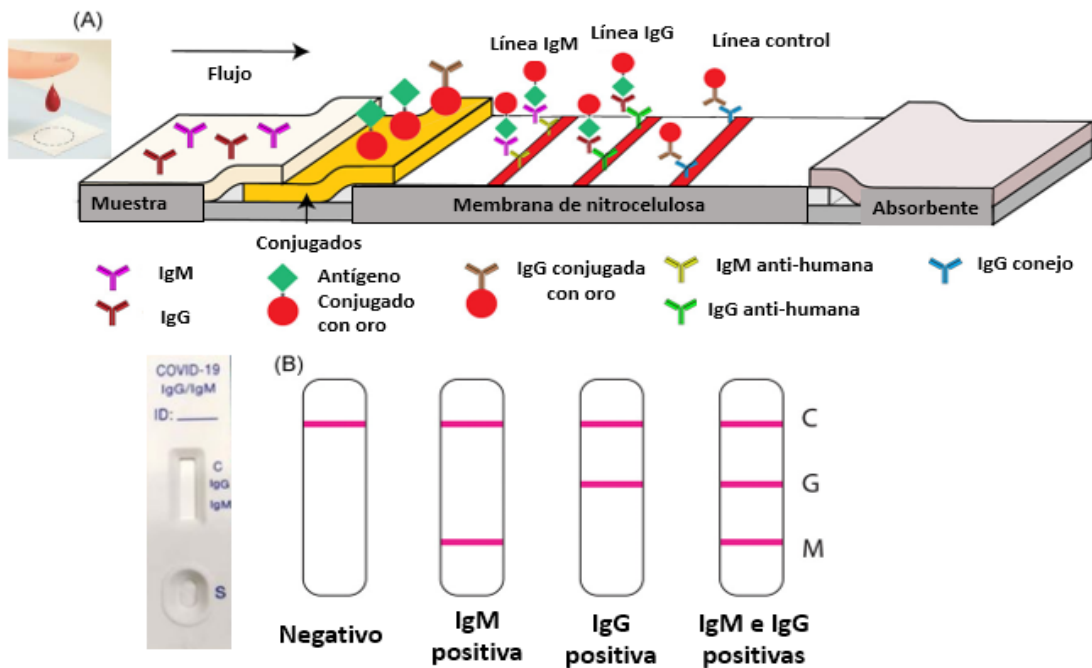 (A)
Flujo
Línea IgM
Línea IgG
Línea control
Muestra
Conjugados
Membrana de nitrocelulosa
Absorbente
IgM
IgG
Antígeno
Conjugado
con oro
IgG conjugada
con oro
IgM anti-humana
IgG anti-humana
IgG conejo
COVID-19
IgG/IgM
ID:
C
IgG
IgM
S
(B)
C
G
M
Negativo
IgM
positiva
IgG
positiva
IgM e IgG
positivas